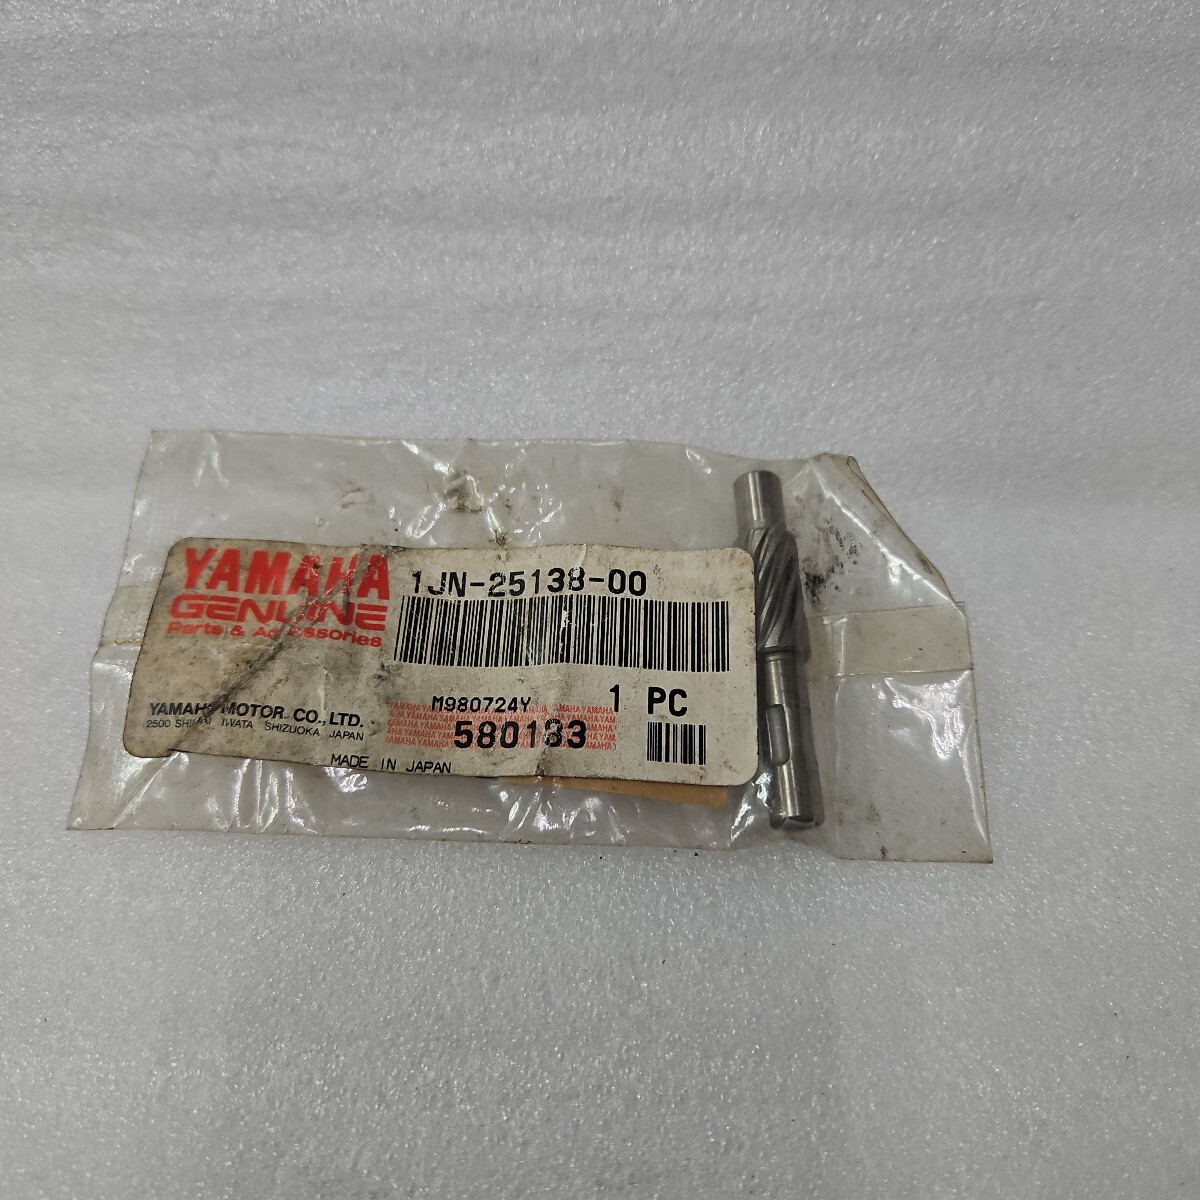 YAMAHA
GENUINE
Parts & Accessories
1JN-25138-00
M980724Y
1 PC
580183
YAMAHA MOTOR CO., LTD.
2500 SHINGAI IWATA SHIZUOKA JAPAN
MADE IN JAPAN